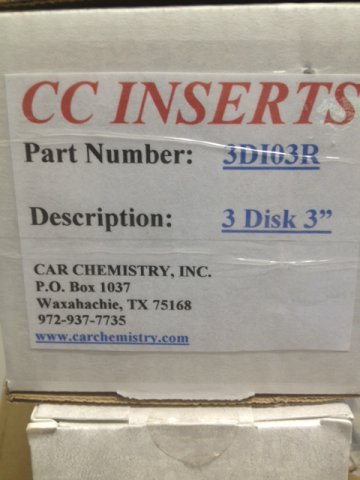 CC INSERTS
Part Number: 3DI03R
Description: 3 Disk 3”
CAR CHEMISTRY, INC.
P.O. Box 1037
Waxahachie, TX 75168
972-937-7735
www.carchemistry.com